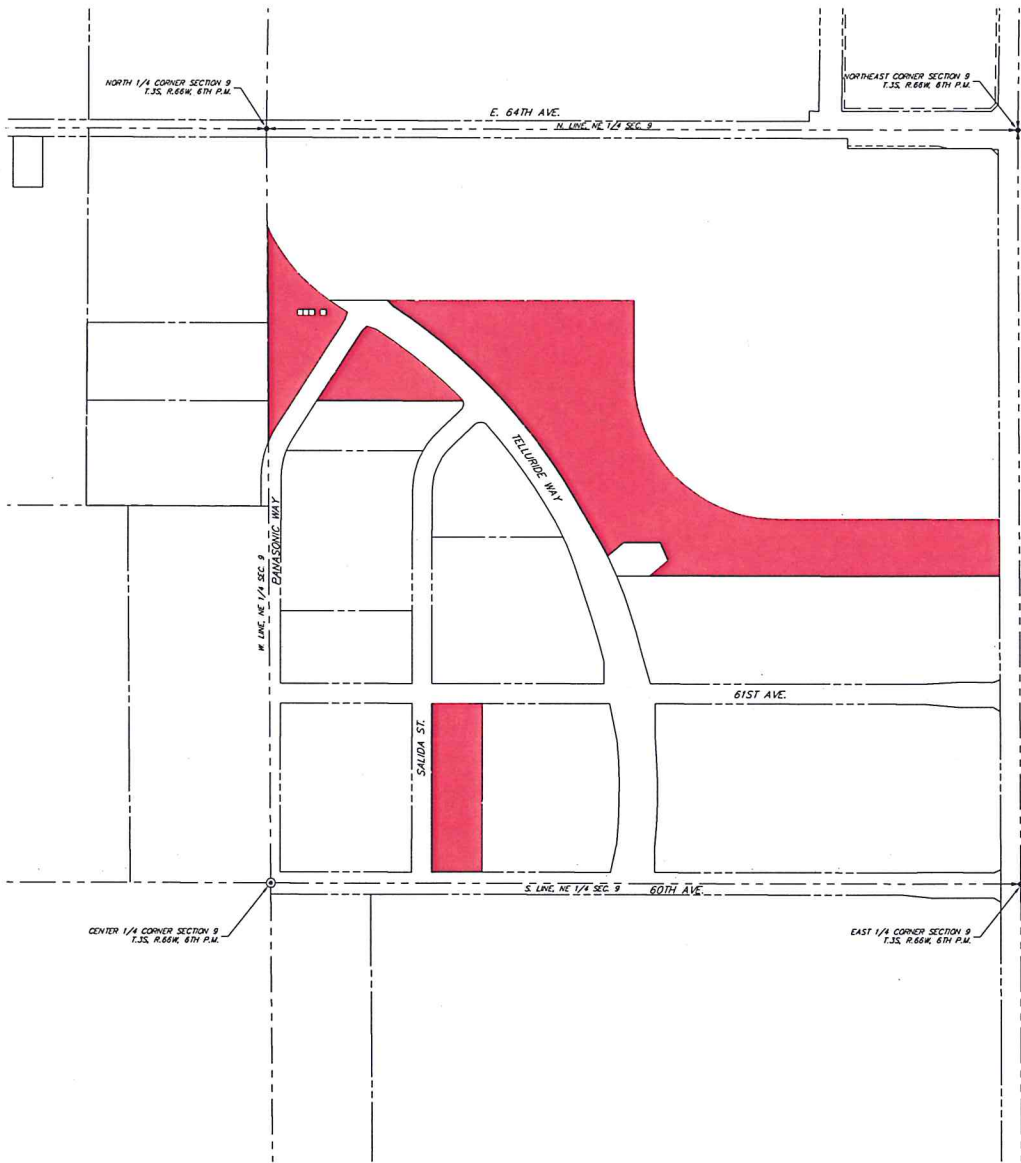 NORTH 1/4 CORNER SECTION 9
T.3S, R.66W, 6TH P.M.
NORTHEAST CORNER SECTION 9
T.3S, R.66W, 6TH P.M.
E. 64TH AVE.
N. LINE, NE 1/4 SEC. 9
TELLURIDE WAY
W. LINE, NE 1/4 SEC. 9
PANASONIC WAY
61ST AVE.
SALIDA ST.
S. LINE, NE 1/4 SEC. 9
60TH AVE.
CENTER 1/4 CORNER SECTION 9
T.3S, R.66W, 6TH P.M.
EAST 1/4 CORNER SECTION 9
T.3S, R.66W, 6TH P.M.